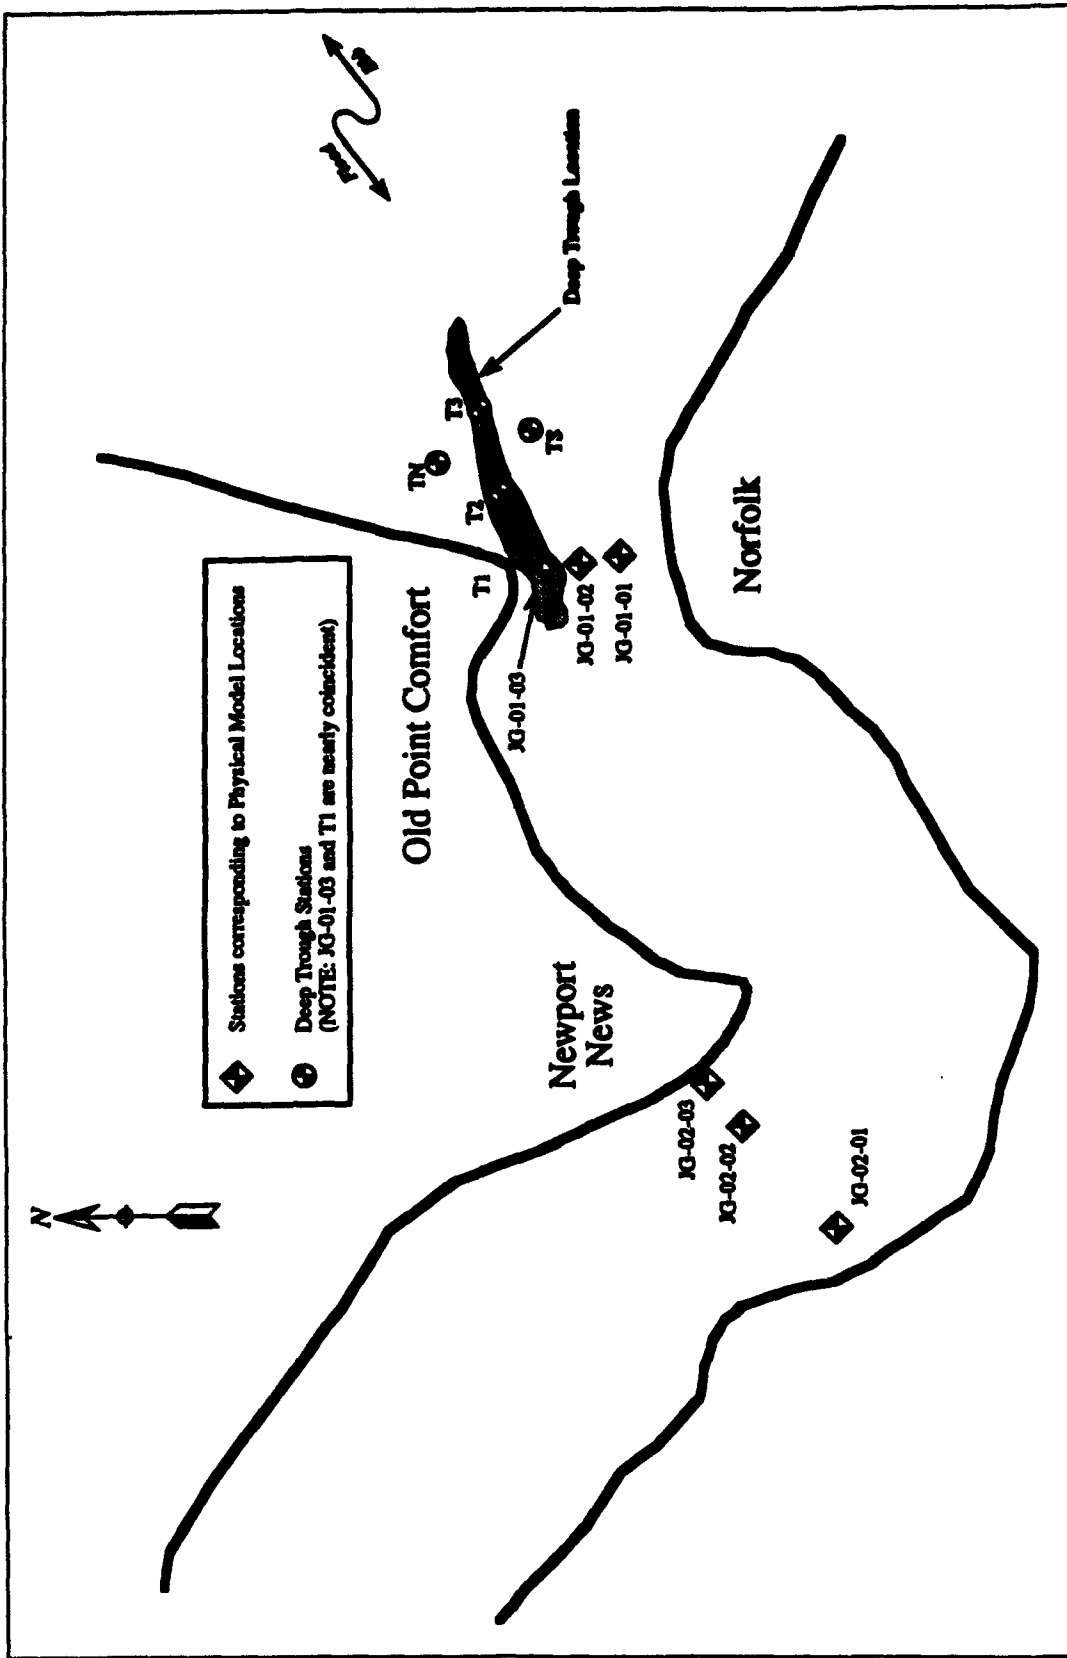 N
Stations corresponding to Physical Model Locations
Deep Trough Stations
(NOTE: JG-01-03 and T1 are nearly coincident)
Flood
Ebb
Old Point Comfort
Newport
News
Norfolk
TN
T3
T2
T1
TS
Deep Trough Location
JG-01-03
JG-01-02
JG-01-01
JG-02-03
JG-02-02
JG-02-01